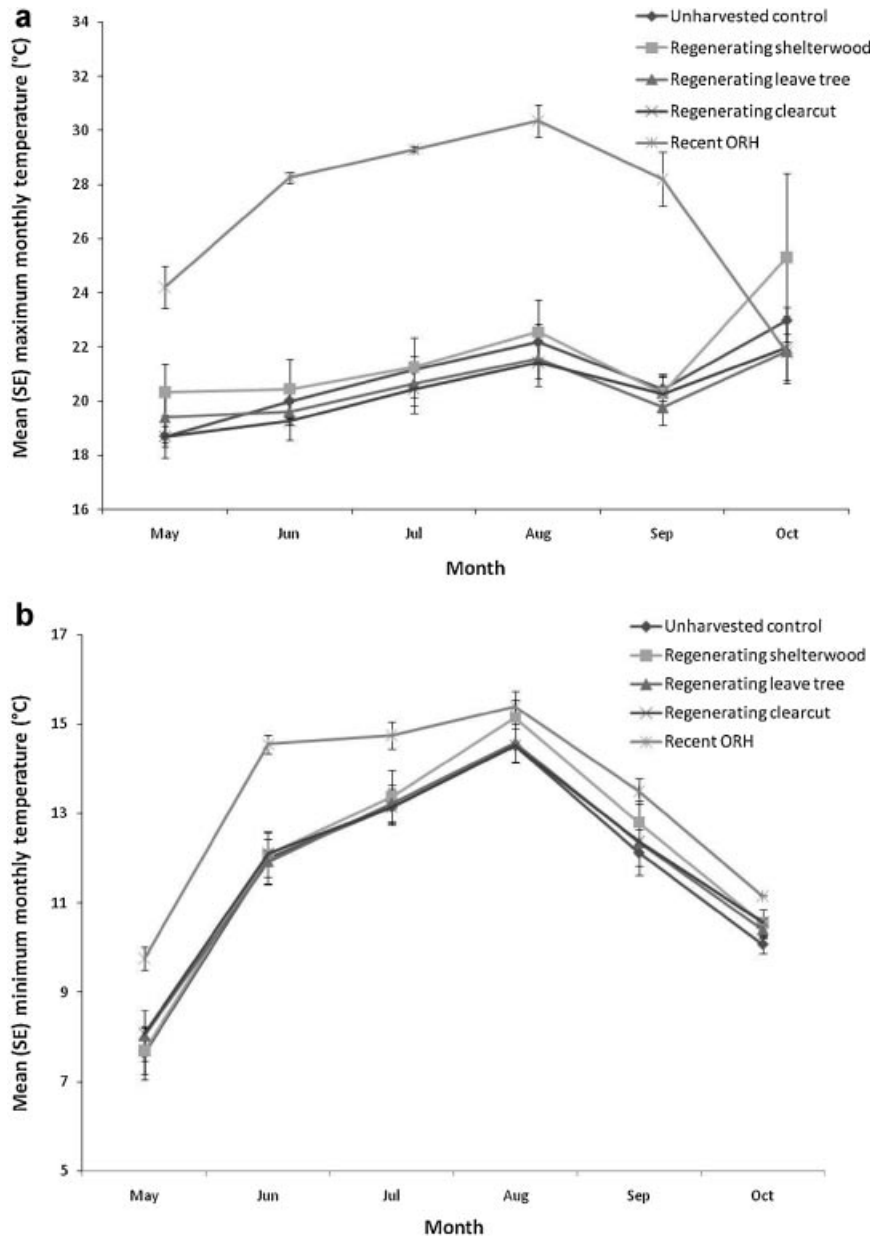 a
Mean (SE) maximum monthly temperature (°C)
34
32
30
28
26
24
22
20
18
16
May Jun Jul Aug Sep Oct
Month
Unharvested control
Regenerating shelterwood
Regenerating leave tree
Regenerating clearcut
Recent ORH
b
Mean (SE) minimum monthly temperature (°C)
17
15
13
11
9
7
5
May Jun Jul Aug Sep Oct
Month
Unharvested control
Regenerating shelterwood
Regenerating leave tree
Regenerating clearcut
Recent ORH